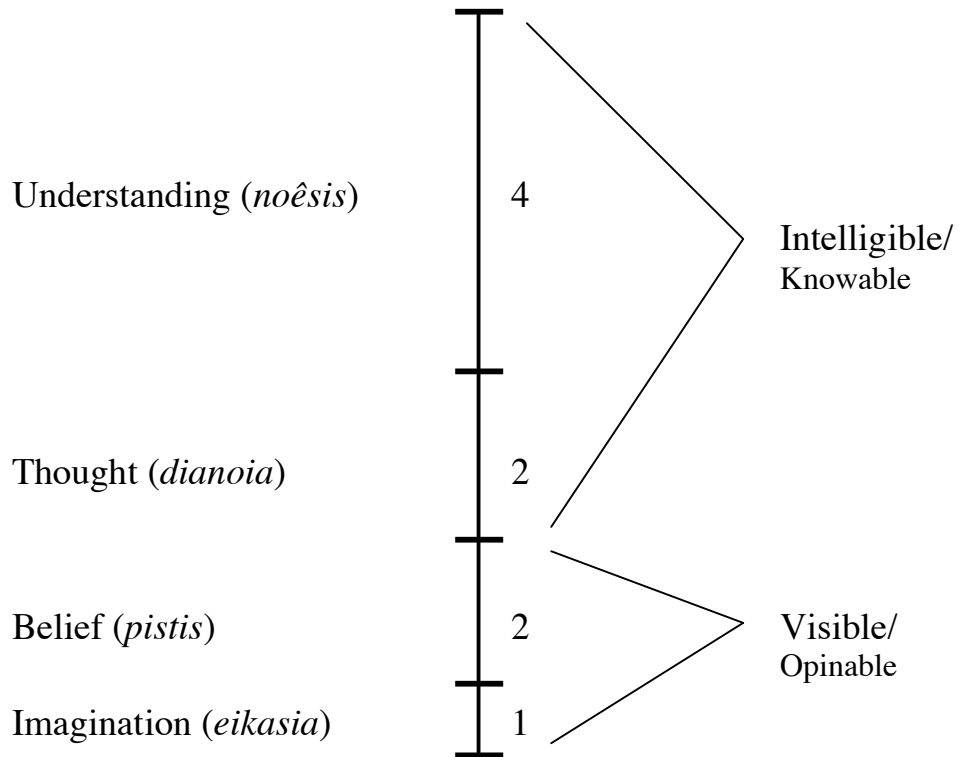 Understanding (noêsis)
4
Intelligible/
Knowable
Thought (dianoia)
2
Belief (pistis)
2
Visible/
Opinable
Imagination (eikasia)
1